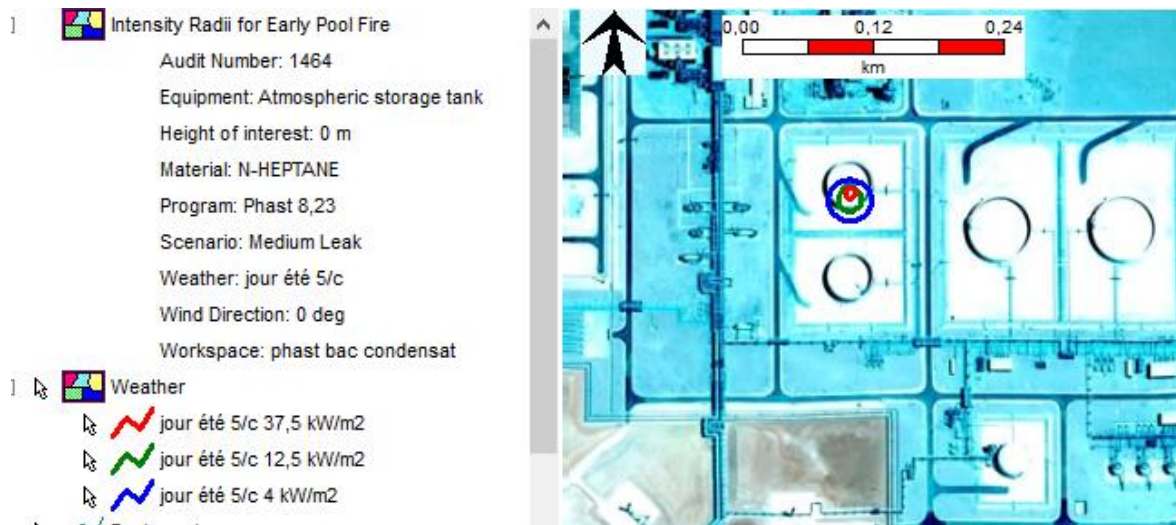 Intensity Radii for Early Pool Fire
Audit Number: 1464
Equipment: Atmospheric storage tank
Height of interest: 0 m
Material: N-HEPTANE
Program: Phast 8,23
Scenario: Medium Leak
Weather: jour été 5/c
Wind Direction: 0 deg
Workspace: phast bac condensat
Weather
jour été 5/c 37,5 kW/m2
jour été 5/c 12,5 kW/m2
jour été 5/c 4 kW/m2
0,00 0,12 0,24
km